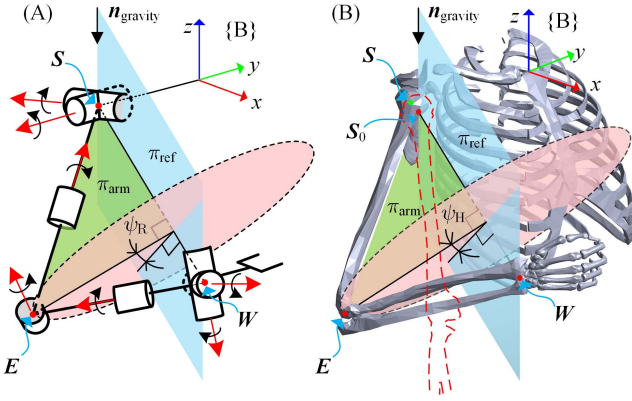 (A)
n_gravity
{B}
z
y
x
S
π_ref
π_arm
ψ_R
W
E
(B)
n_gravity
{B}
z
y
x
S
S_0
π_ref
π_arm
ψ_H
W
E